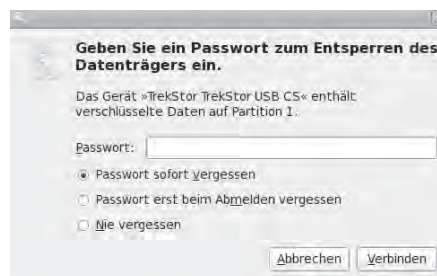 Geben Sie ein Passwort zum Entsperren des
Datenträgers ein.
Das Gerät »TrekStor TrekStor USB CS« enthält
verschlüsselte Daten auf Partition 1.
Passwort:
Passwort sofort vergessen
Passwort erst beim Abmelden vergessen
Nie vergessen
Abbrechen
Verbinden